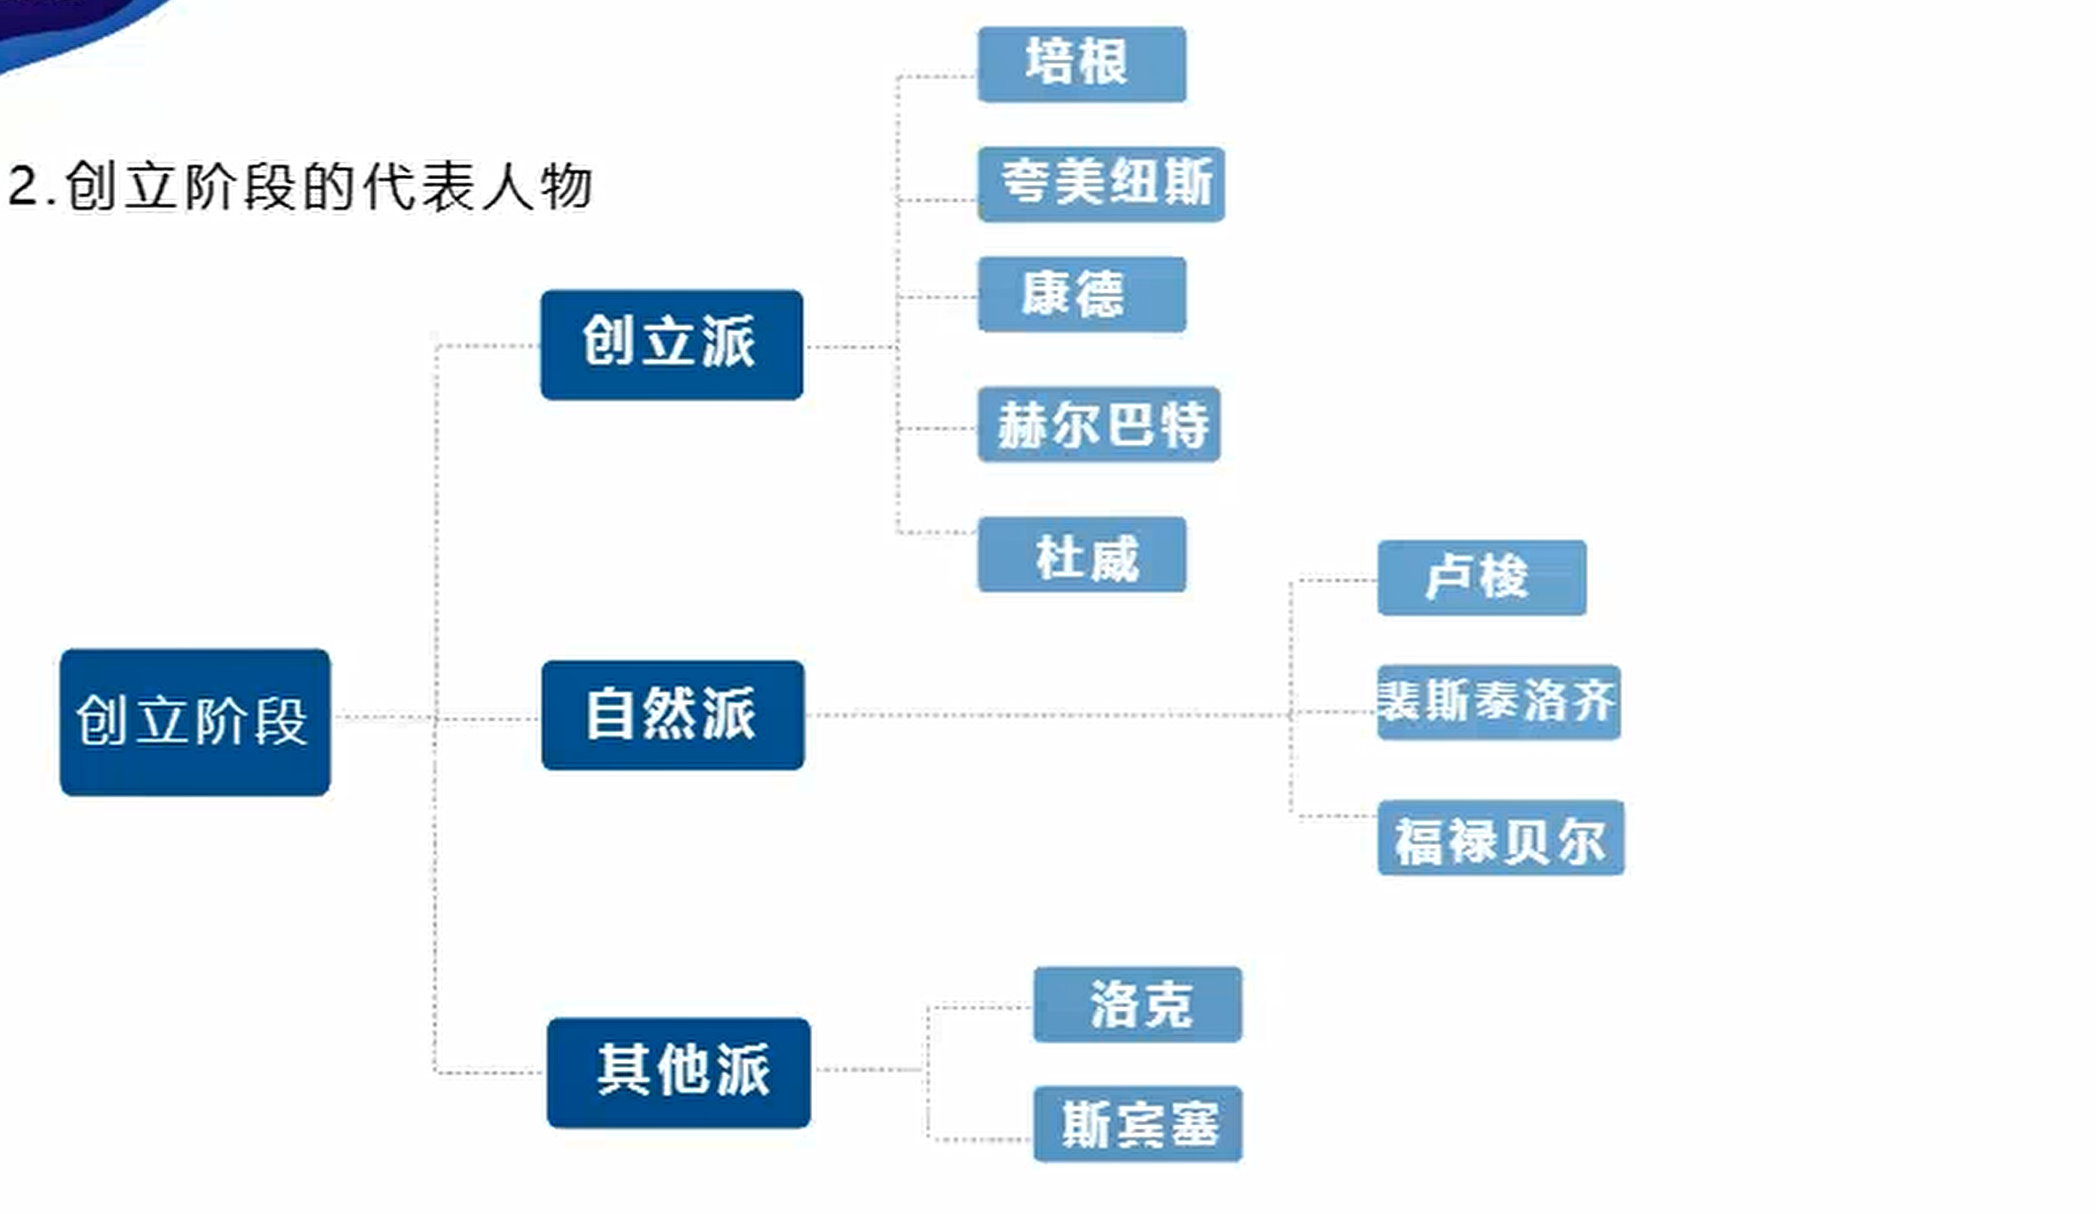 2.创立阶段的代表人物
创立阶段
创立派
培根
夸美纽斯
康德
赫尔巴特
杜威
自然派
卢梭
裴斯泰洛齐
福禄贝尔
其他派
洛克
斯宾塞